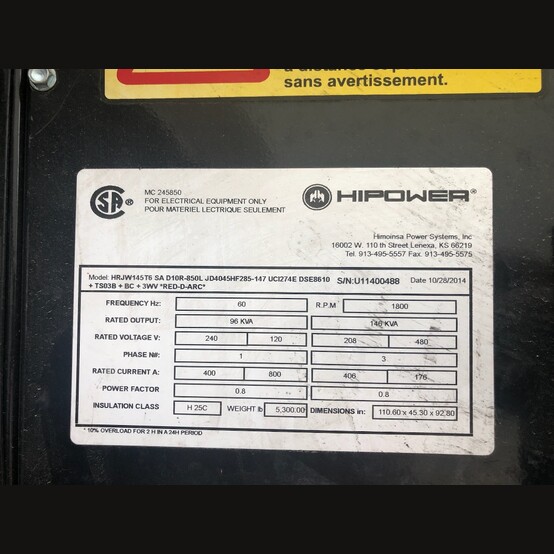 sans avertissement.
CSA ®
MC 245850
FOR ELECTRICAL EQUIPMENT ONLY
POUR MATERIEL LECTRIQUE SEULEMENT
HIPOWER®
Himoinsa Power Systems, Inc
16002 W. 110 th Street Lenexa, KS 66219
Tel. 913-495-5557 Fax. 913-495-5575
Model: HRJW145T6 SA D10R-850L JD4045HF285-147 UCI274E DSE8610 S/N:U11400488 Date 10/28/2014
+ TS03B + BC + 3WV *RED-D-ARC*
FREQUENCY Hz: 60 R.P.M 1800
RATED OUTPUT: 96 KVA 146 KVA
RATED VOLTAGE V: 240 120 208 480
PHASE N#: 1 3
RATED CURRENT A: 400 800 406 176
POWER FACTOR 0.8 0.8
INSULATION CLASS H 25C WEIGHT lb 5,300.00 DIMENSIONS in: 110.60 x 45.30 x 92.80
* 10% OVERLOAD FOR 2 H IN A 24H PERIOD